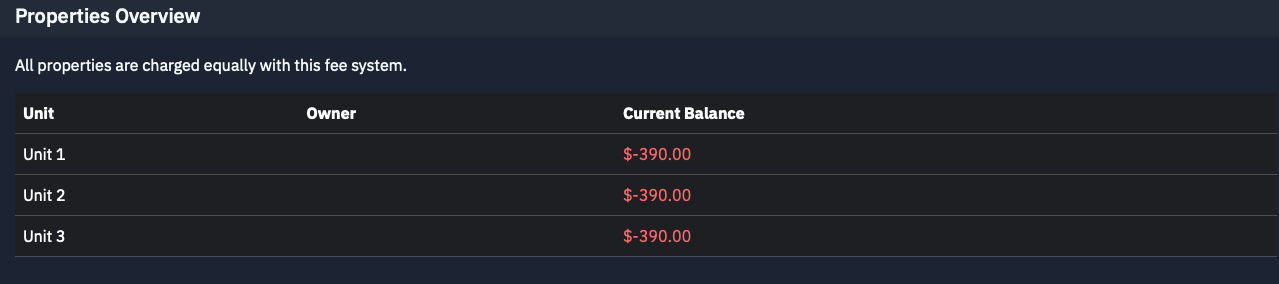 Properties Overview
All properties are charged equally with this fee system.
Unit Owner Current Balance
Unit 1 $-390.00
Unit 2 $-390.00
Unit 3 $-390.00